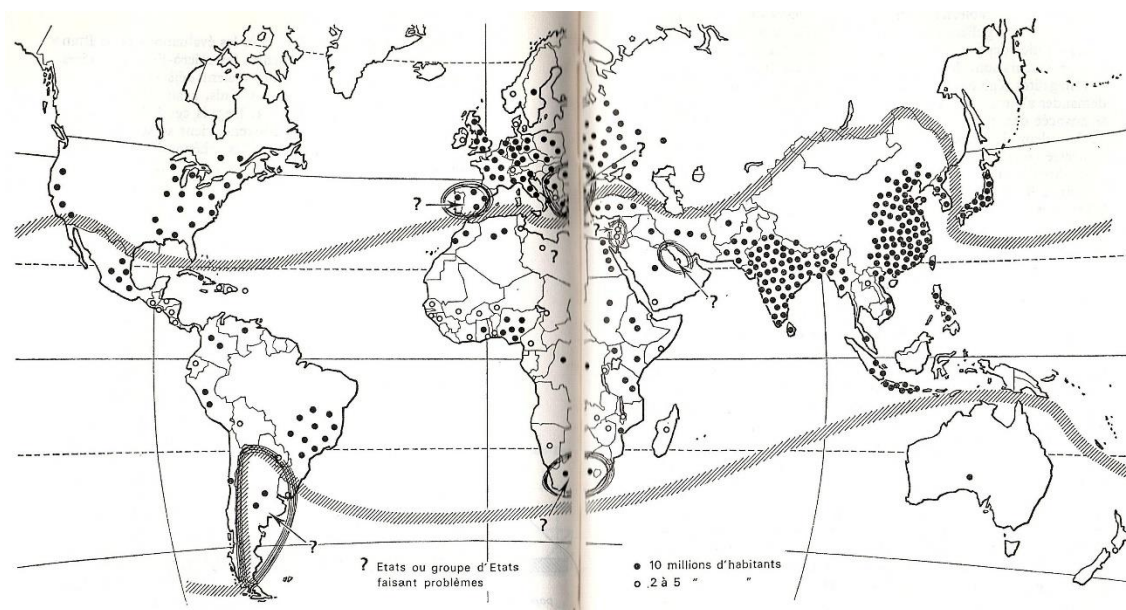 ?
?
?
?
?
?
?
? Etats ou groupe d'Etats
faisant problèmes
● 10 millions d'habitants
○ 2 à 5 " "